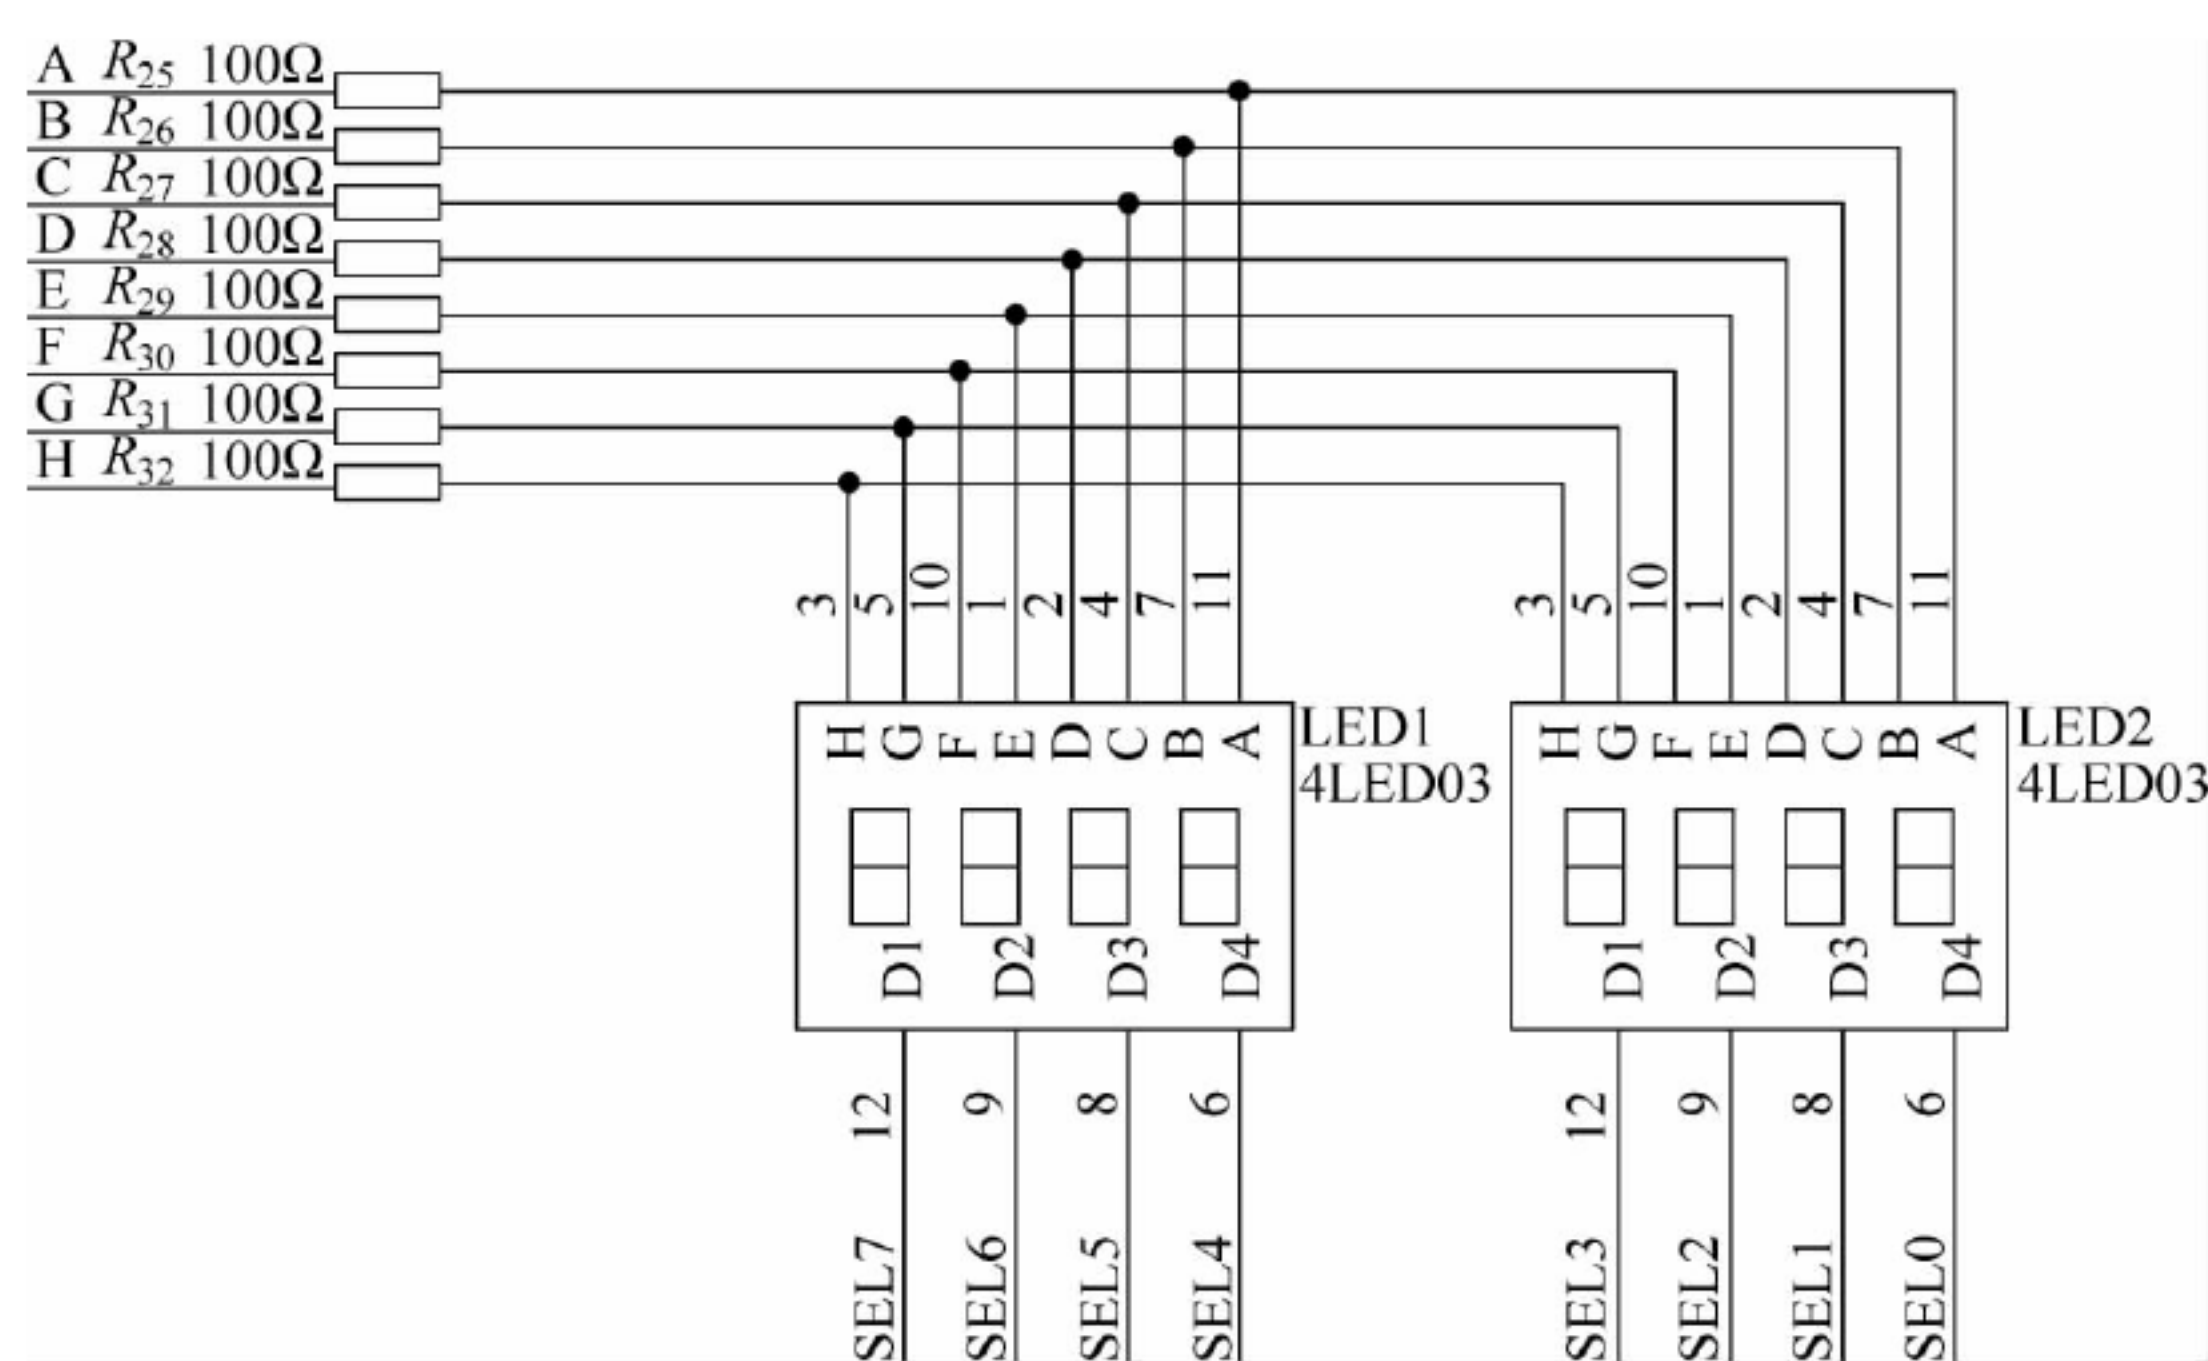 A R25 100Ω
B R26 100Ω
C R27 100Ω
D R28 100Ω
E R29 100Ω
F R30 100Ω
G R31 100Ω
H R32 100Ω
3 5 10 1 2 4 7 11
3 5 10 1 2 4 7 11
H G F E D C B A
LED1
4LED03
H G F E D C B A
LED2
4LED03
D1 D2 D3 D4
D1 D2 D3 D4
12 9 8 6
12 9 8 6
SEL7 SEL6 SEL5 SEL4
SEL3 SEL2 SEL1 SEL0